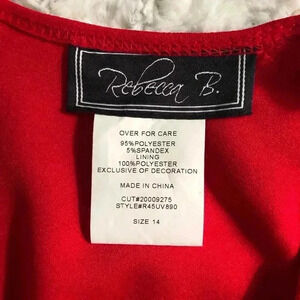 Rebecca B.
OVER FOR CARE
95%POLYESTER
5%SPANDEX
LINING
100%POLYESTER
EXCLUSIVE OF DECORATION
MADE IN CHINA
CUT#20009275
STYLE#R45UV890
SIZE 14